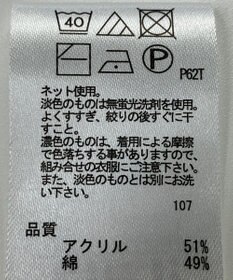 40
P
P62T
ネット使用。
淡色のものは無蛍光洗剤を使用。
よくすすぎ、絞りの後すぐに干
すこと。
濃色のものは、着用による摩擦
で色落ちする事がありますので、
組み合せの衣服にご注意下さい。
また、淡色のものとは別にお洗
い下さい。
107
品質
アクリル 51%
綿 49%